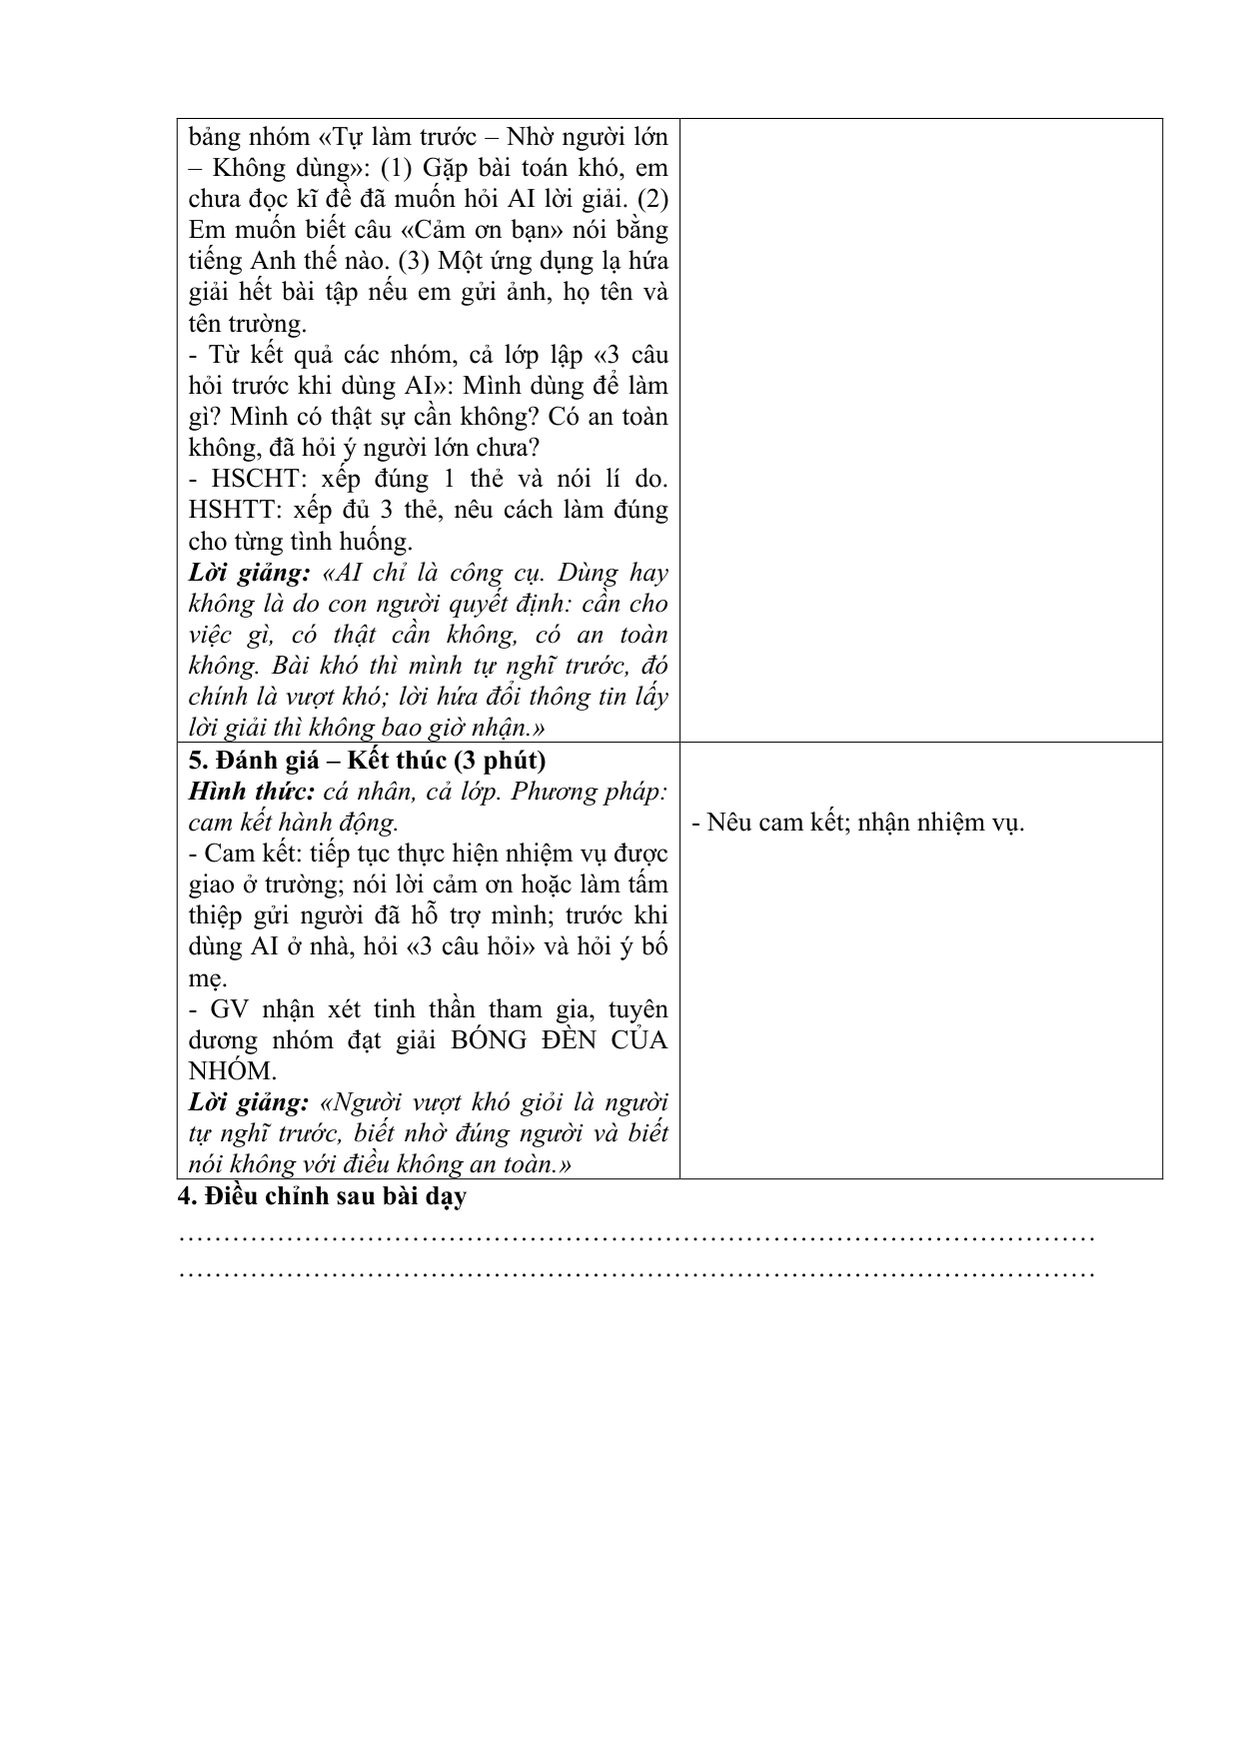 bảng nhóm «Tự làm trước – Nhờ người lớn
– Không dùng»: (1) Gặp bài toán khó, em
chưa đọc kĩ đề đã muốn hỏi AI lời giải. (2)
Em muốn biết câu «Cảm ơn bạn» nói bằng
tiếng Anh thế nào. (3) Một ứng dụng lạ hứa
giải hết bài tập nếu em gửi ảnh, họ tên và
tên trường.
- Từ kết quả các nhóm, cả lớp lập «3 câu
hỏi trước khi dùng AI»: Mình dùng để làm
gì? Mình có thật sự cần không? Có an toàn
không, đã hỏi ý người lớn chưa?
- HSCHT: xếp đúng 1 thẻ và nói lí do.
HSHTT: xếp đủ 3 thẻ, nêu cách làm đúng
cho từng tình huống.
Lời giảng: «AI chỉ là công cụ. Dùng hay
không là do con người quyết định: cần cho
việc gì, có thật cần không, có an toàn
không. Bài khó thì mình tự nghĩ trước, đó
chính là vượt khó; lời hứa đổi thông tin lấy
lời giải thì không bao giờ nhận.»
5. Đánh giá – Kết thúc (3 phút)
Hình thức: cá nhân, cả lớp. Phương pháp:
cam kết hành động.
- Cam kết: tiếp tục thực hiện nhiệm vụ được
giao ở trường; nói lời cảm ơn hoặc làm tấm
thiệp gửi người đã hỗ trợ mình; trước khi
dùng AI ở nhà, hỏi «3 câu hỏi» và hỏi ý bố
mẹ.
- GV nhận xét tinh thần tham gia, tuyên
dương nhóm đạt giải BÓNG ĐÈN CỦA
NHÓM.
Lời giảng: «Người vượt khó giỏi là người
tự nghĩ trước, biết nhờ đúng người và biết
nói không với điều không an toàn.»
- Nêu cam kết; nhận nhiệm vụ.
4. Điều chỉnh sau bài dạy
……………………………………………………………………………………………
……………………………………………………………………………………………